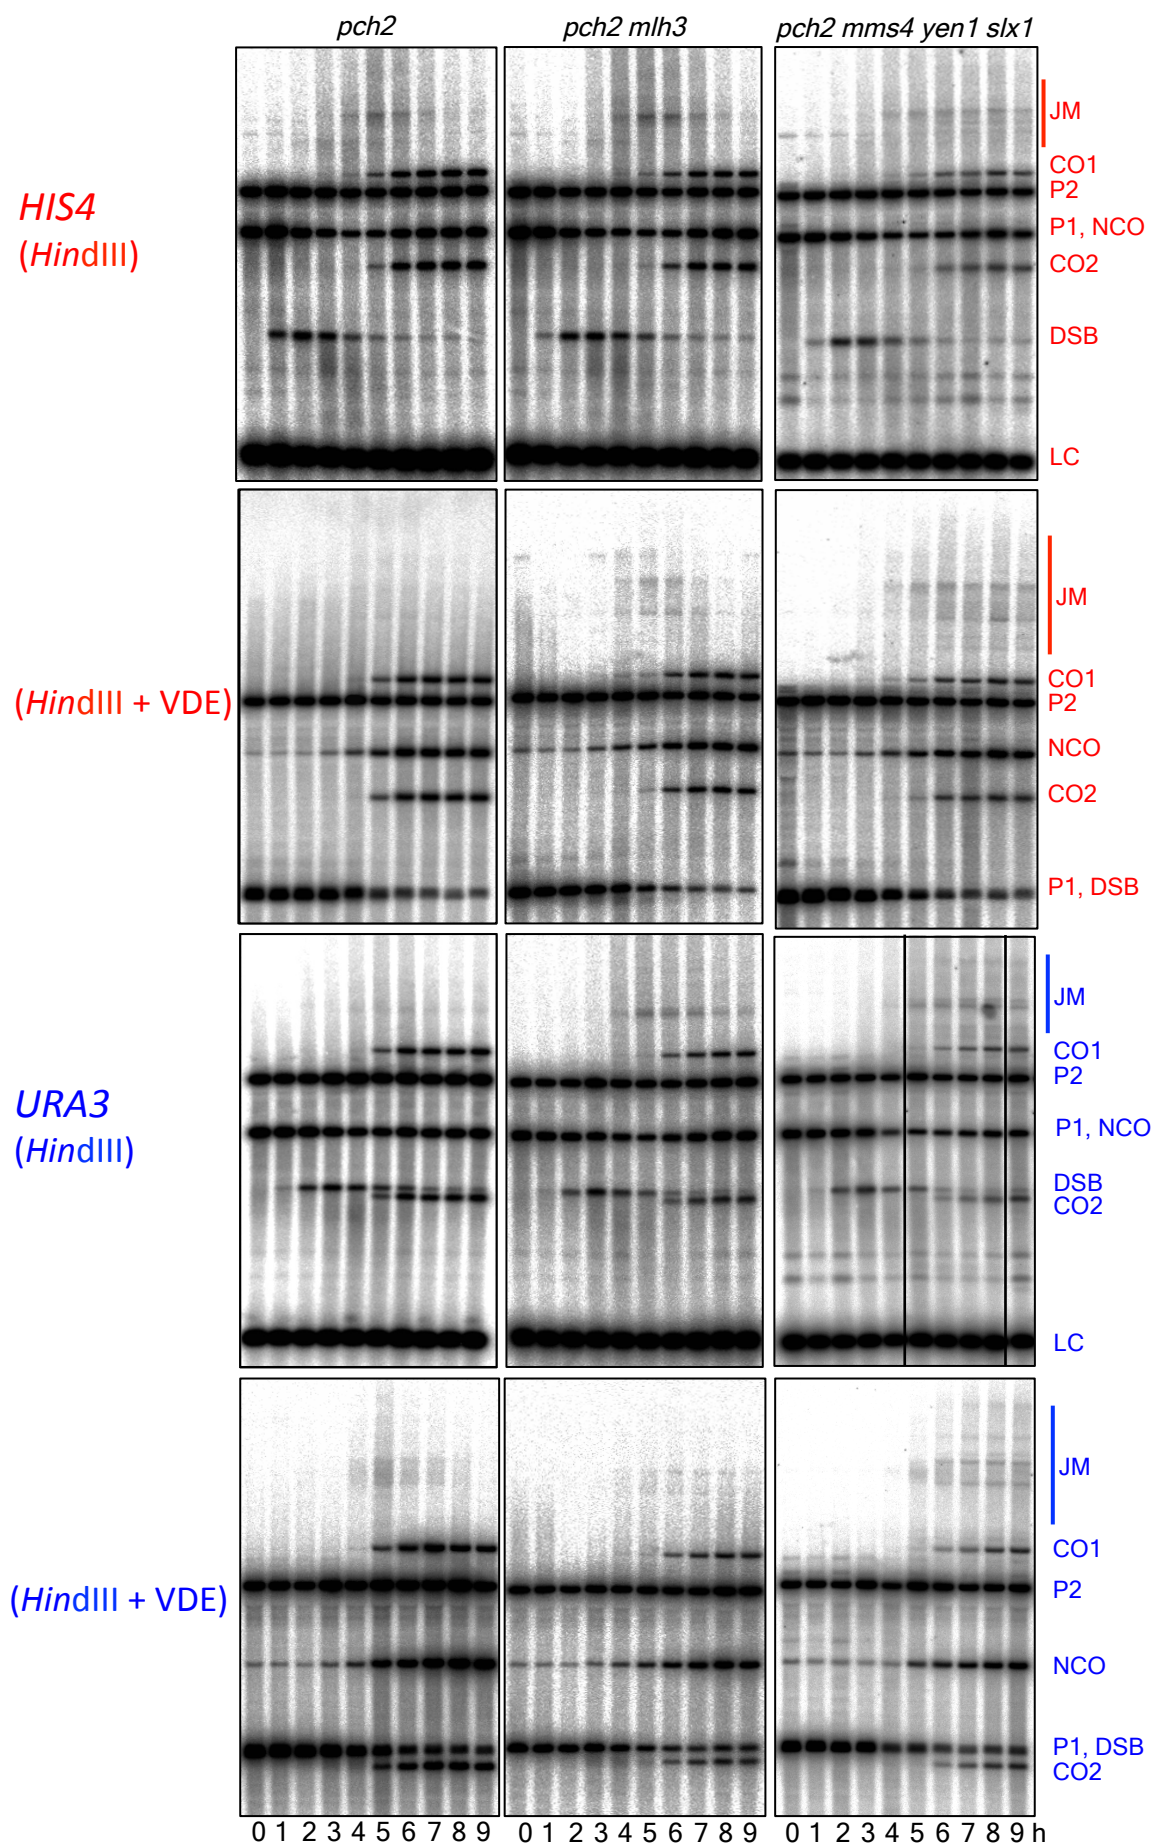 pch2 pch2 mlh3 pch2 mms4 yen1 slx1
HIS4
(HindIII)
JM
CO1
P2
P1, NCO
CO2
DSB
LC
(HindIII + VDE)
JM
CO1
P2
NCO
CO2
P1, DSB
URA3
(HindIII)
JM
CO1
P2
P1, NCO
DSB
CO2
LC
(HindIII + VDE)
JM
CO1
P2
NCO
P1, DSB
CO2
0 1 2 3 4 5 6 7 8 9 0 1 2 3 4 5 6 7 8 9 0 1 2 3 4 5 6 7 8 9 h